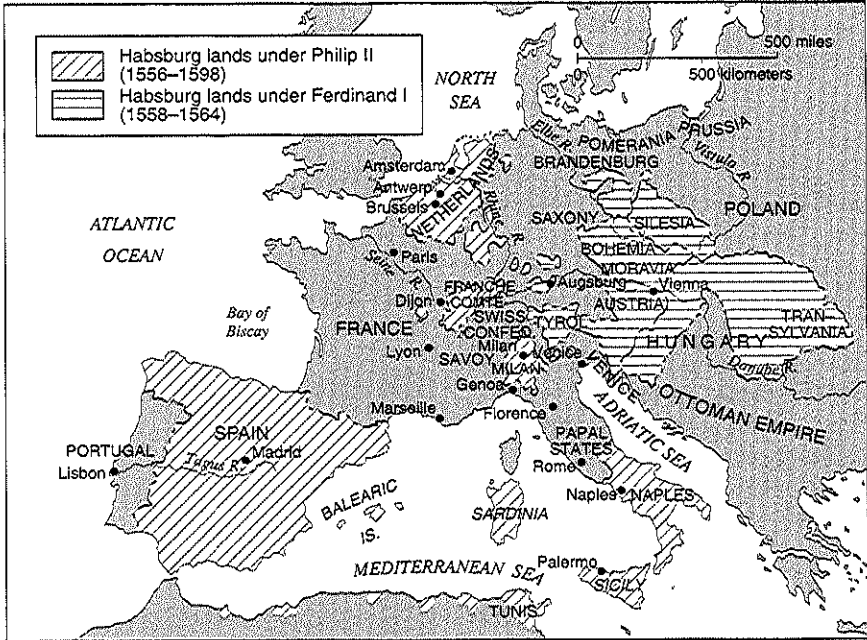 Habsburg lands under Philip II
(1556–1598)
Habsburg lands under Ferdinand I
(1558–1564)
0 500 miles
0 500 kilometers
NORTH
SEA
ATLANTIC
OCEAN
Bay of
Biscay
Elbe R.
POMERANIA
PRUSSIA
BRANDENBURG
Vistula R.
Amsterdam
Antwerp
Brussels
NETHERLANDS
Rhine R.
SAXONY
SILESIA
POLAND
BOHEMIA
MORAVIA
Paris
Seine R.
Augsburg
Vienna
AUSTRIA
FRANCHE
COMTÉ
Dijon
SWISS
CONFED.
TYROL
TRAN
SYLVANIA
HUNGARY
FRANCE
Milan
Venice
Lyon
SAVOY
MILAN
VENICE
Danube R.
Genoa
OTTOMAN EMPIRE
Marseille
Florence
ADRIATIC SEA
PAPAL
STATES
Rome
PORTUGAL
SPAIN
Madrid
Lisbon
Tagus R.
BALEARIC
IS.
SARDINIA
Naples
NAPLES
MEDITERRANEAN SEA
Palermo
SICILY
TUNIS